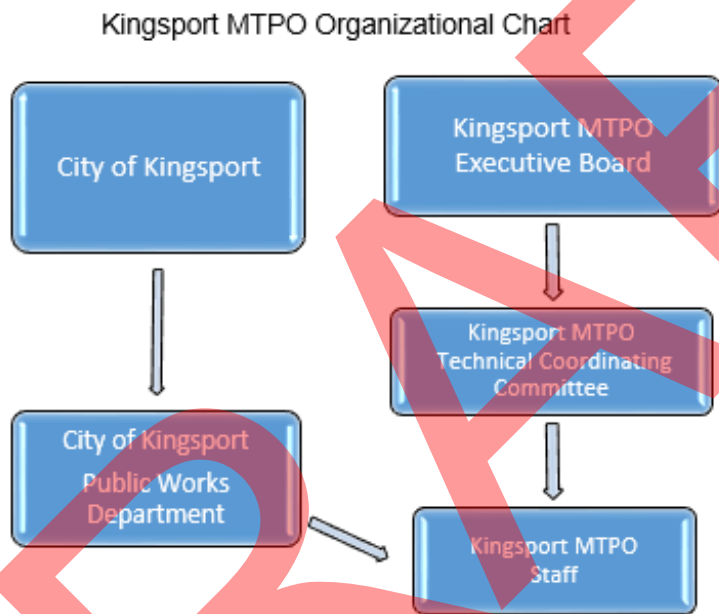 Kingsport MTPO Organizational Chart
City of Kingsport
Kingsport MTPO
Executive Board
Kingsport MTPO
Technical Coordinating
Committee
City of Kingsport
Public Works
Department
Kingsport MTPO
Staff